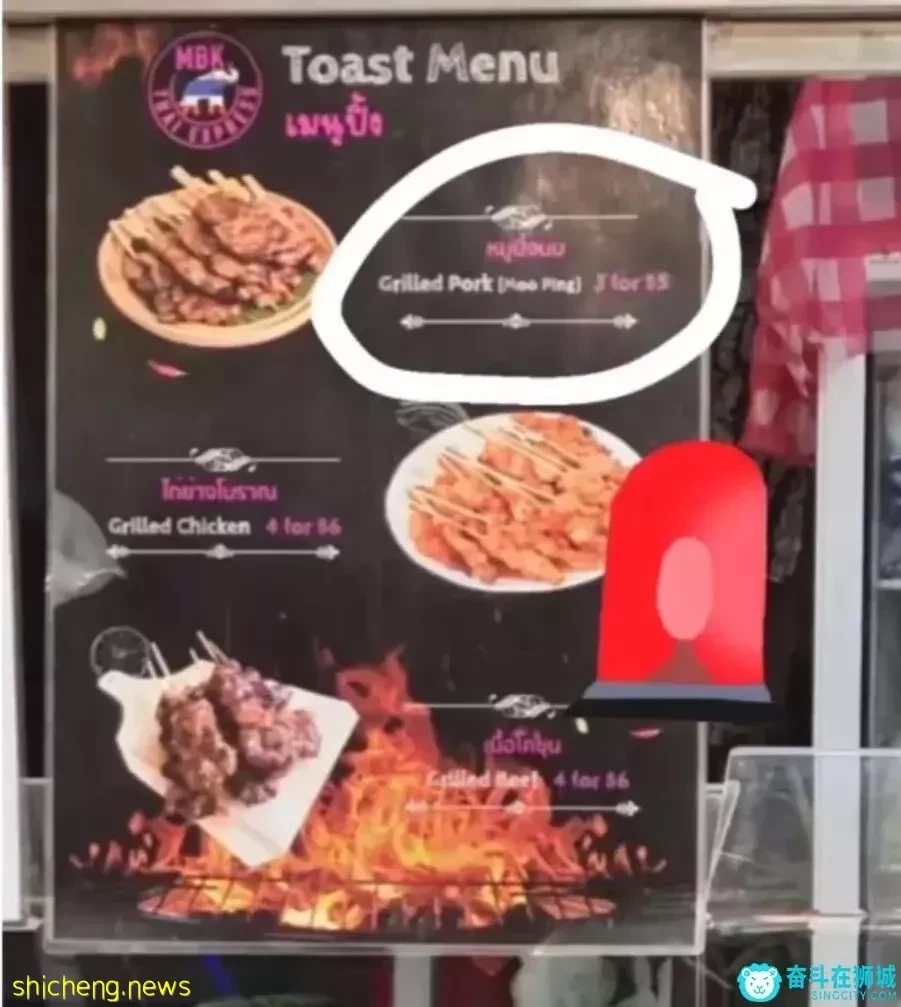 MBK
THAI EXPRESS
Toast Menu
เมนูปิ้ง
หมูปิ้งนม
Grilled Pork (Moo Ping) 3 for $5
ไก่ย่างโบราณ
Grilled Chicken 4 for $6
เนื้อโคขุน
Grilled Beef 4 for $6
shicheng.news
奋斗在狮城
SINGCITY.COM